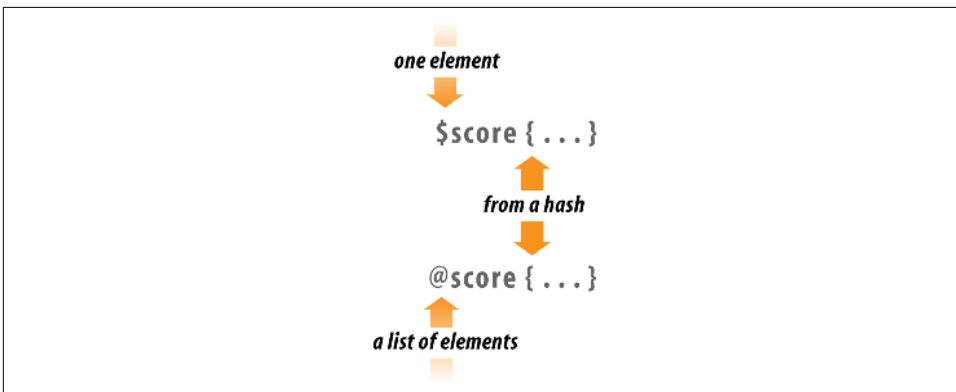 one element
$score { . . . }
from a hash
@score { . . . }
a list of elements